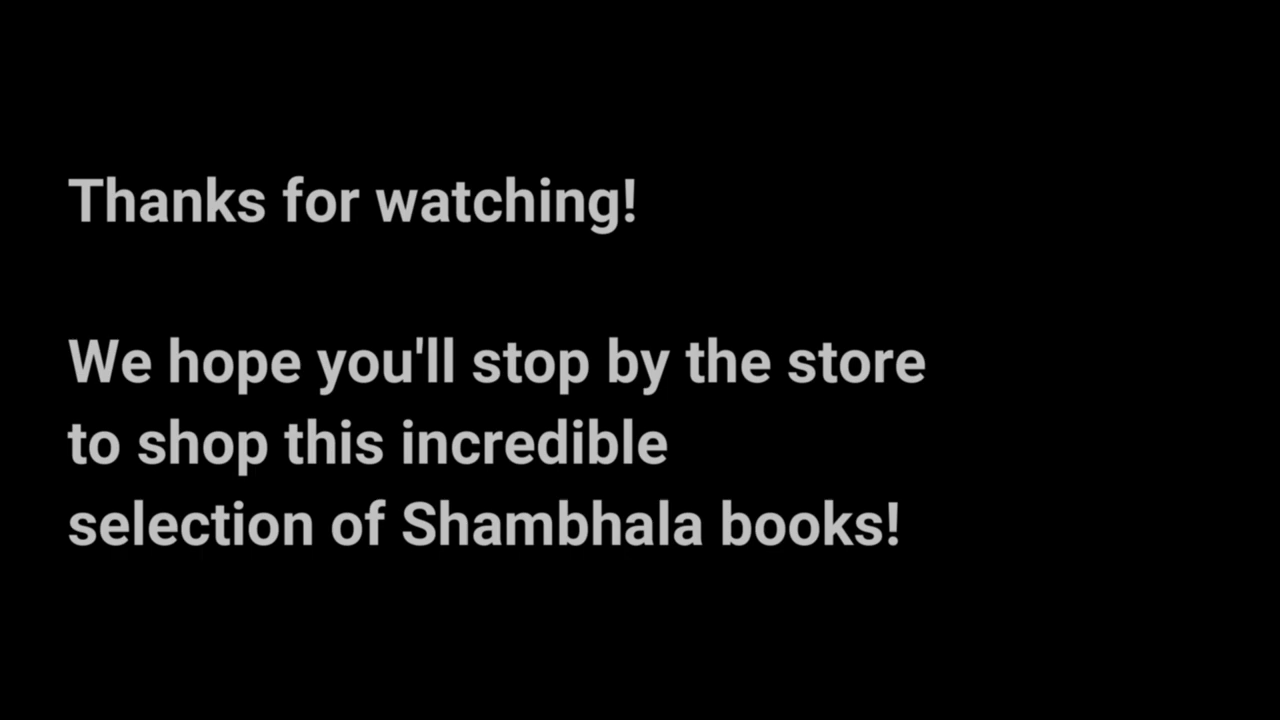 Thanks for watching!
We hope you'll stop by the store
to shop this incredible
selection of Shambhala books!